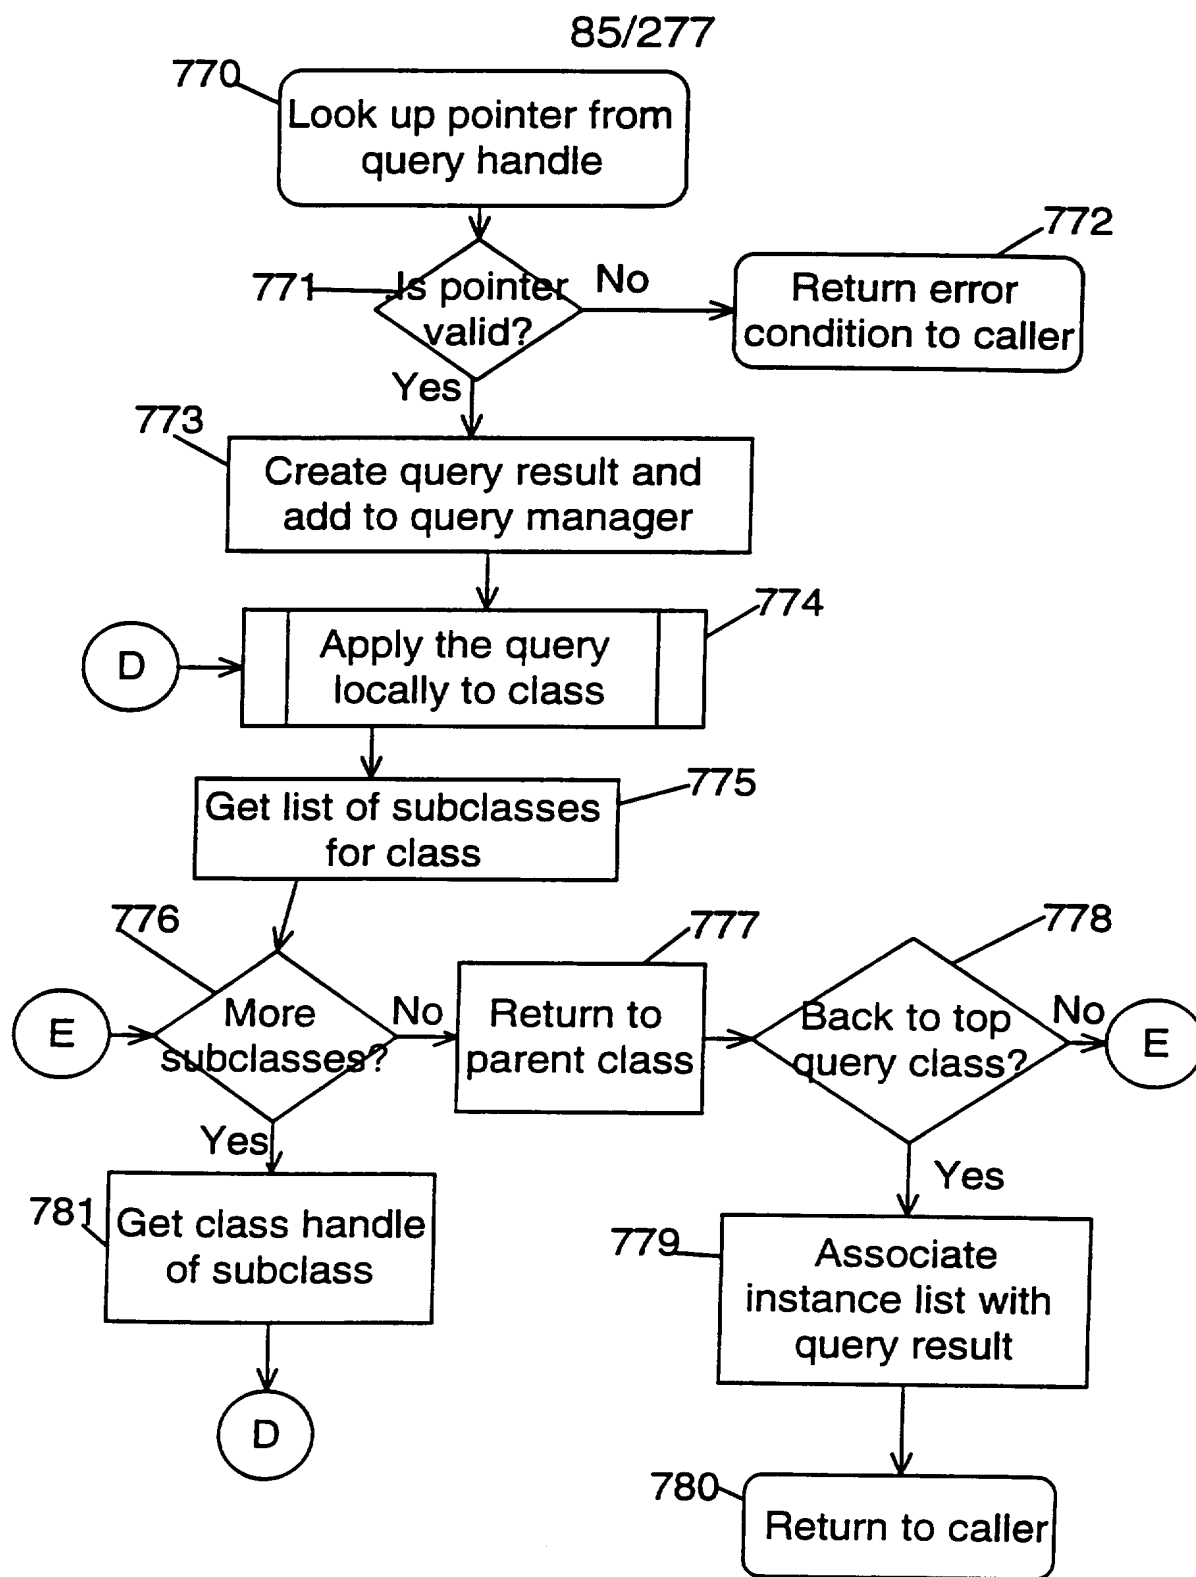 85/277
770
Look up pointer from
query handle
772
771
Is pointer
valid?
No
Return error
condition to caller
Yes
773
Create query result and
add to query manager
774
D
Apply the query
locally to class
775
Get list of subclasses
for class
776
777
778
E
More
subclasses?
No
Return to
parent class
Back to top
query class?
No
E
Yes
Yes
781
Get class handle
of subclass
779
Associate
instance list with
query result
D
780
Return to caller